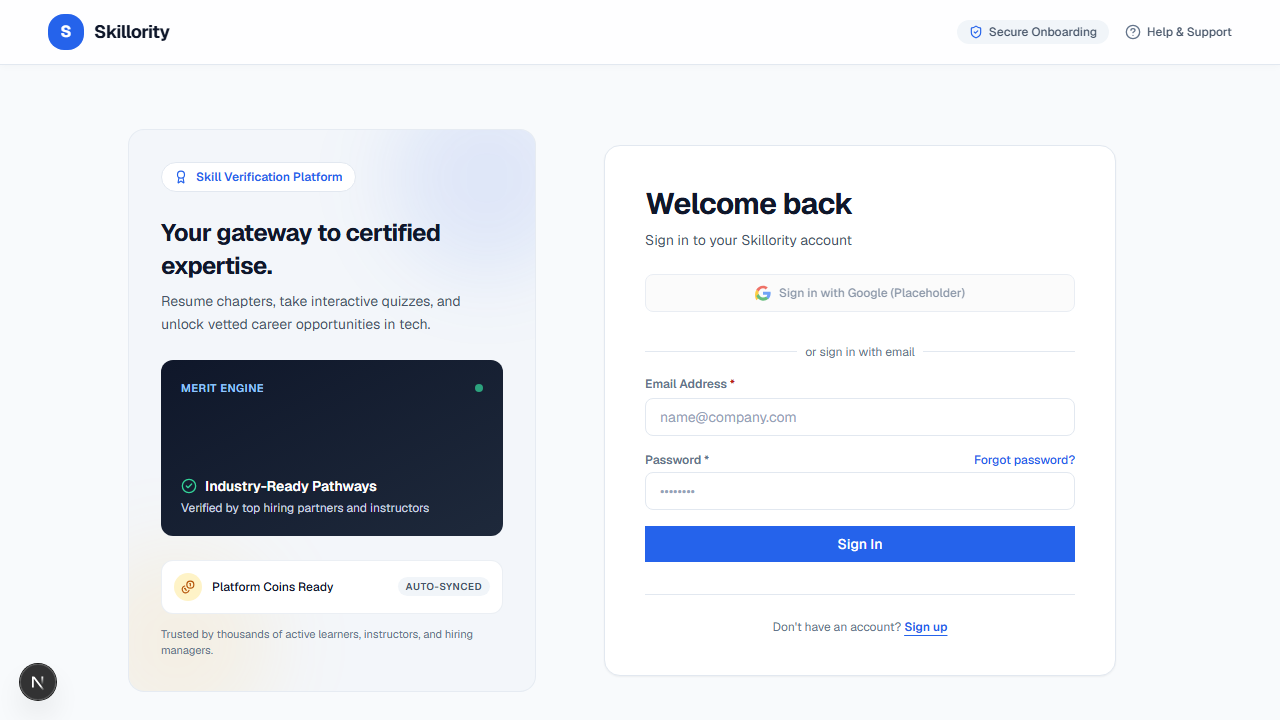 S Skillority
Secure Onboarding
Help & Support
Skill Verification Platform
Your gateway to certified
expertise.
Resume chapters, take interactive quizzes, and
unlock vetted career opportunities in tech.
MERIT ENGINE
Industry-Ready Pathways
Verified by top hiring partners and instructors
Platform Coins Ready
AUTO-SYNCED
Trusted by thousands of active learners, instructors, and hiring
managers.
N
Welcome back
Sign in to your Skillority account
G Sign in with Google (Placeholder)
or sign in with email
Email Address *
name@company.com
Password *
Forgot password?
••••••••
Sign In
Don't have an account? Sign up